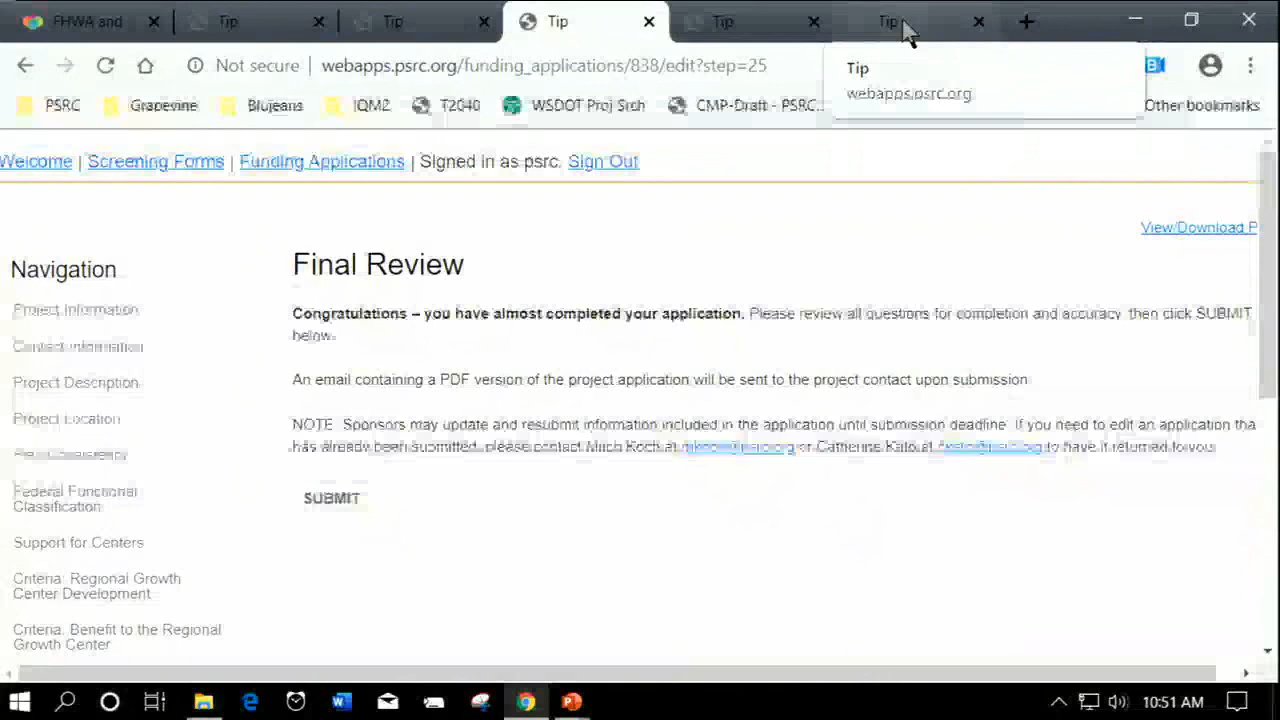 FHWA and
Tip
Tip
Tip
Tip
Tip
Not secure
webapps.psrc.org/funding_applications/838/edit?step=25
Tip
webapps.psrc.org
PSRC
Grapevine
Bluejeans
IQM2
T2040
WSDOT Proj Srch
CMP-Draft - PSRC...
Other bookmarks
Welcome | Screening Forms | Funding Applications | Signed in as psrc. Sign Out
View/Download P
Navigation
Project Information
Contact Information
Project Description
Project Location
Federal Functional
Classification
Support for Centers
Criteria: Regional Growth
Center Development
Criteria: Benefit to the Regional
Growth Center
Final Review
Congratulations – you have almost completed your application. Please review all questions for completion and accuracy, then click SUBMIT
below.
An email containing a PDF version of the project application will be sent to the project contact upon submission.
NOTE: Sponsors may update and resubmit information included in the application until submission deadline. If you need to edit an application tha
has already been submitted, please contact Koch at or Catherine at to have it returned to you.
SUBMIT
10:51 AM